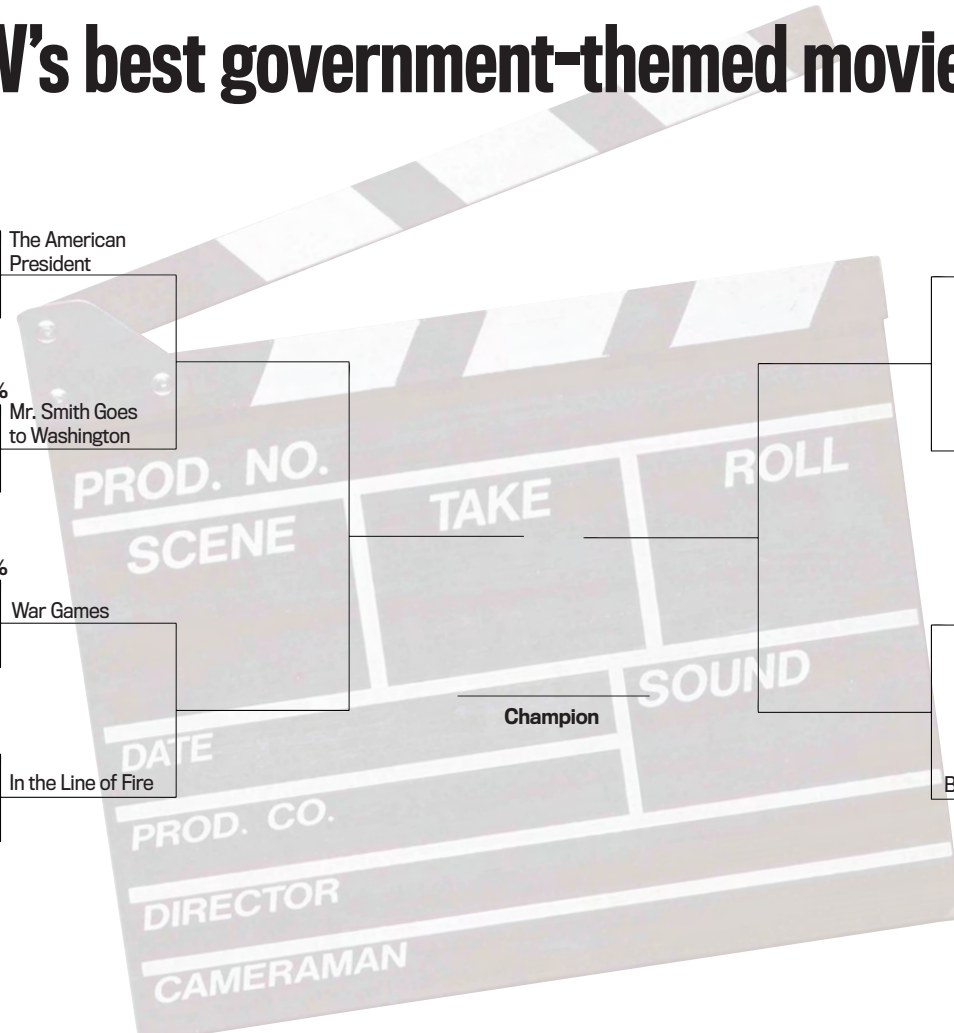 's best government-themed movie
The American
President
%
Mr. Smith Goes
to Washington
PROD. NO.
SCENE
TAKE
ROLL
%
War Games
SOUND
Champion
DATE
In the Line of Fire
B
PROD. CO.
DIRECTOR
CAMERAMAN